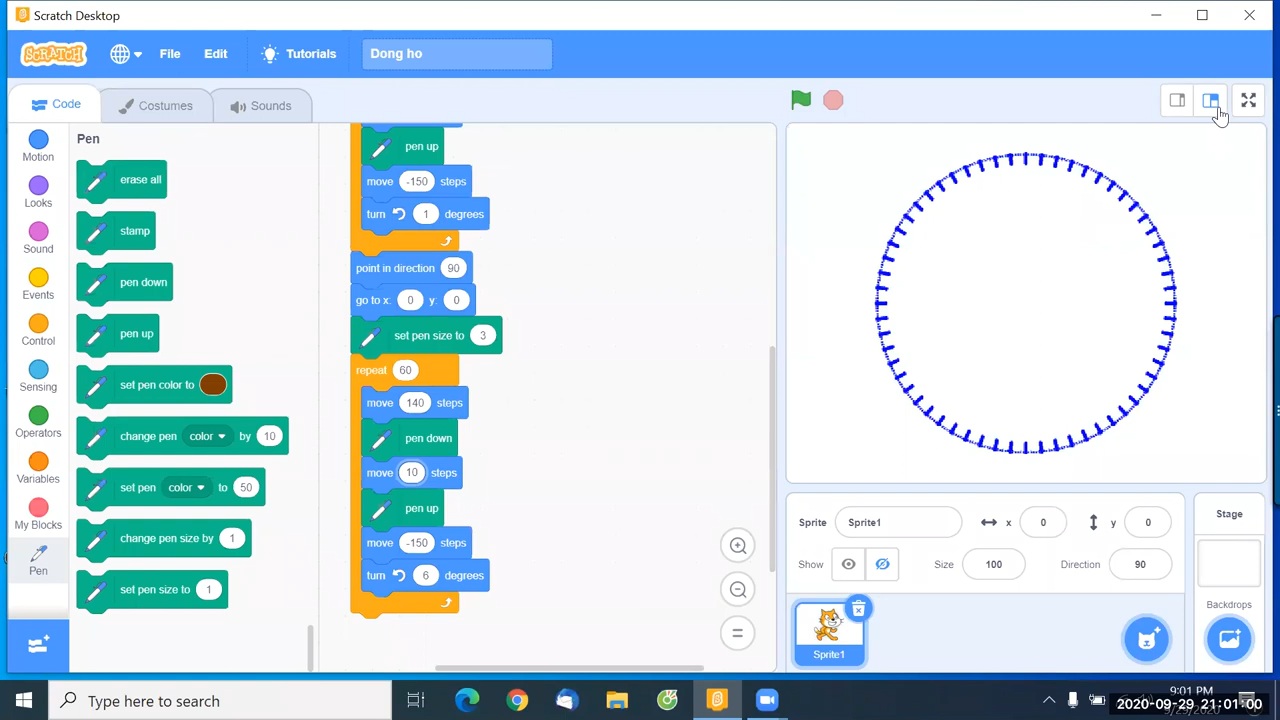 Scratch Desktop
SCRATCH
File
Edit
Tutorials
Dong ho
Code
Costumes
Sounds
Motion
Looks
Sound
Events
Control
Sensing
Operators
Variables
My Blocks
Pen
Pen
erase all
stamp
pen down
pen up
set pen color to
change pen color by 10
set pen color to 50
change pen size by 1
set pen size to 1
pen up
move -150 steps
turn 1 degrees
point in direction 90
go to x: 0 y: 0
set pen size to 3
repeat 60
move 140 steps
pen down
move 10 steps
pen up
move -150 steps
turn 6 degrees
Sprite Sprite1 x 0 y 0
Show Size 100 Direction 90
Sprite1
Stage
Backdrops
Type here to search
9:01 PM
2020-09-29 21:01:00